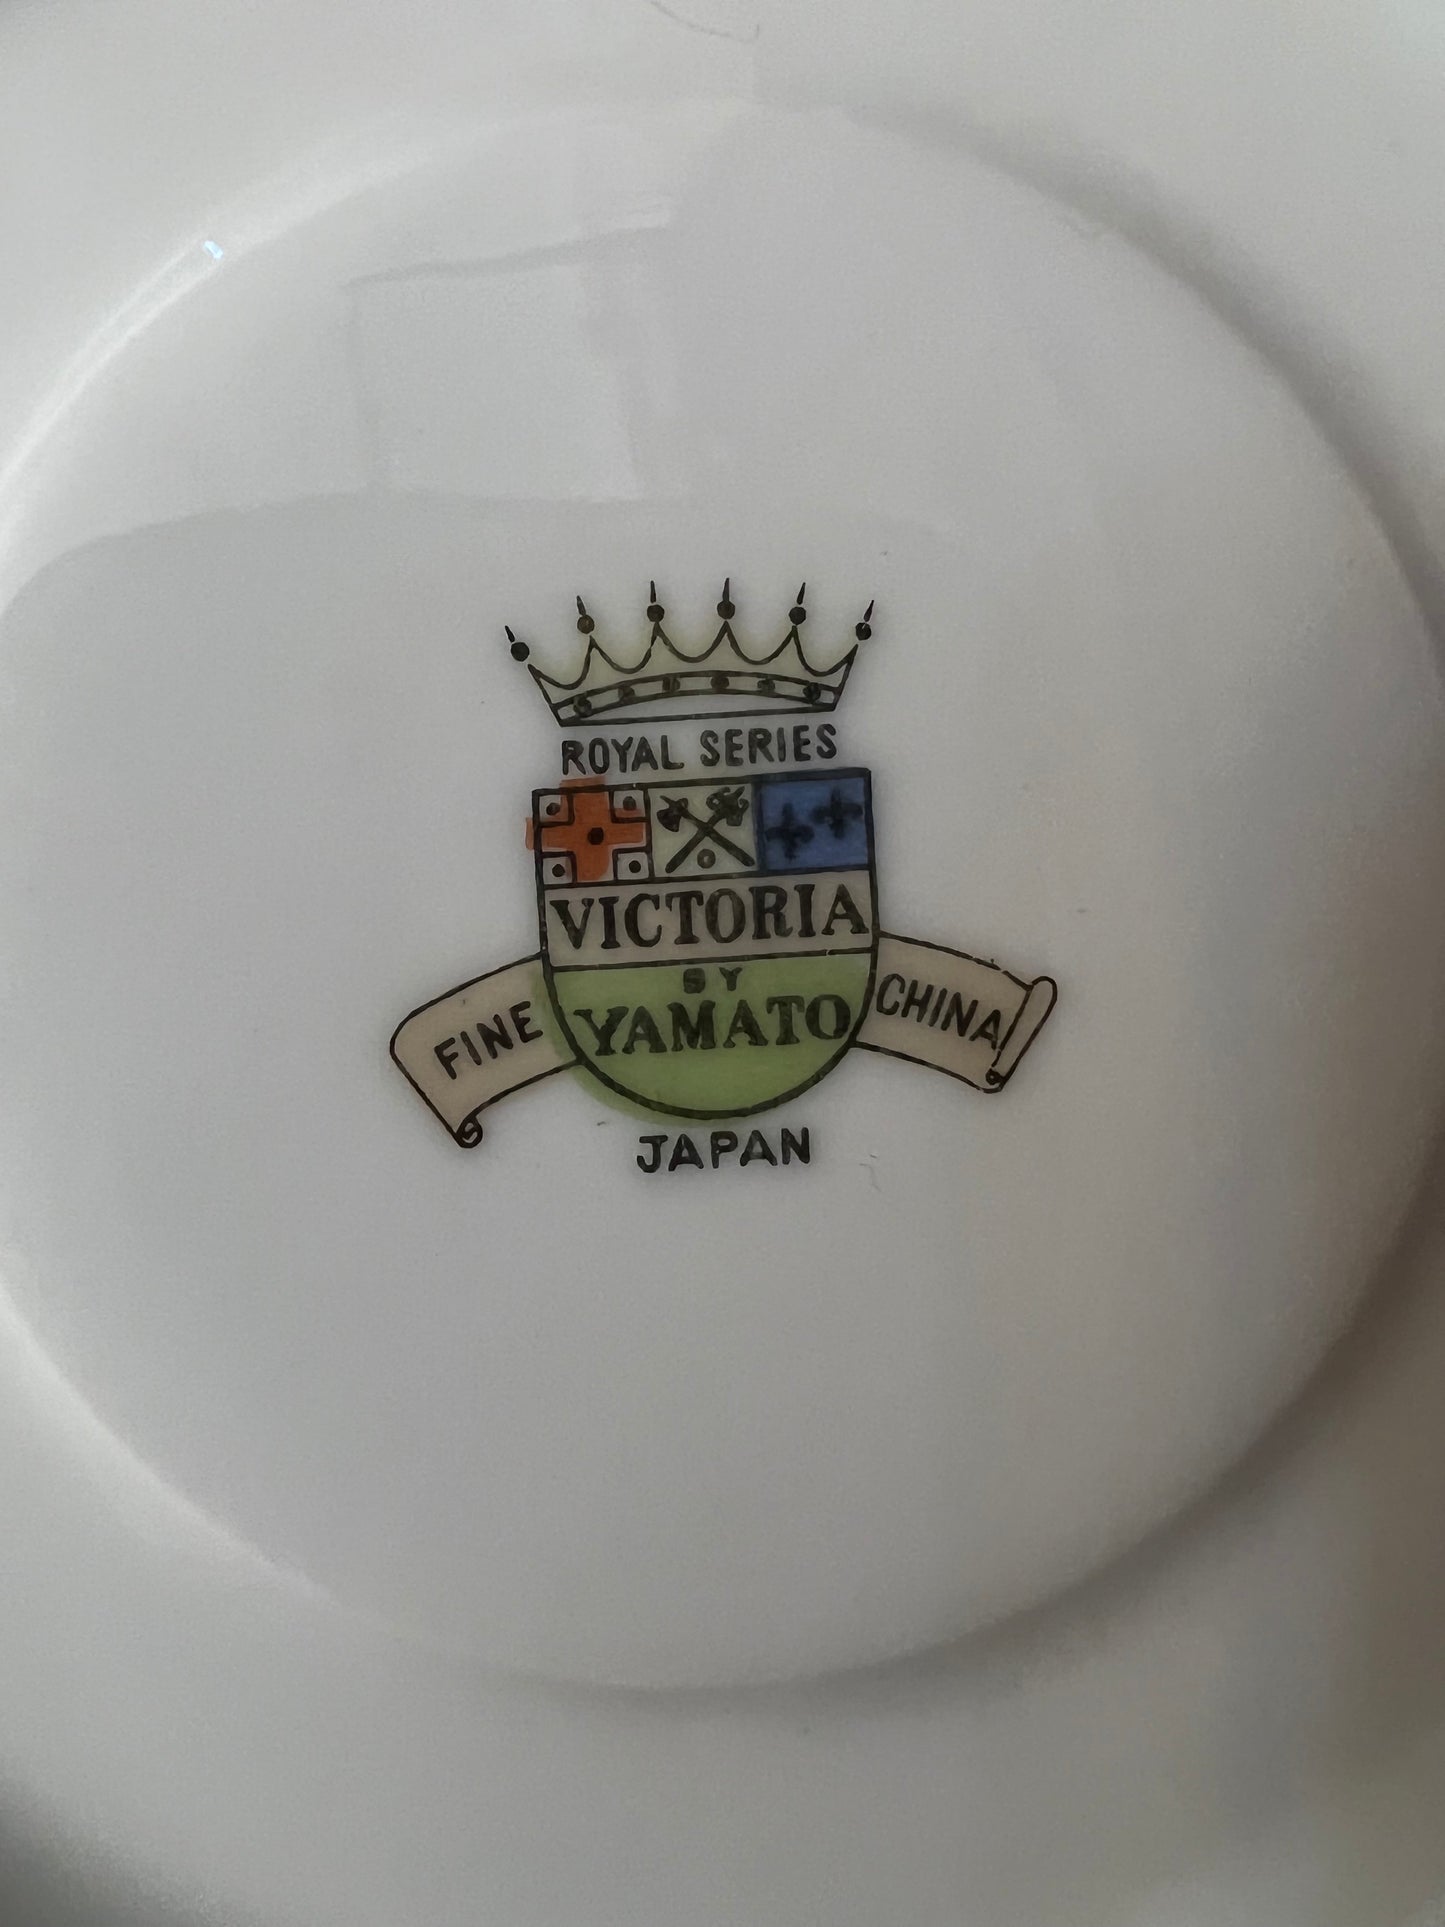 ROYAL SERIES
VICTORIA
BY
YAMATO
FINE CHINA
JAPAN